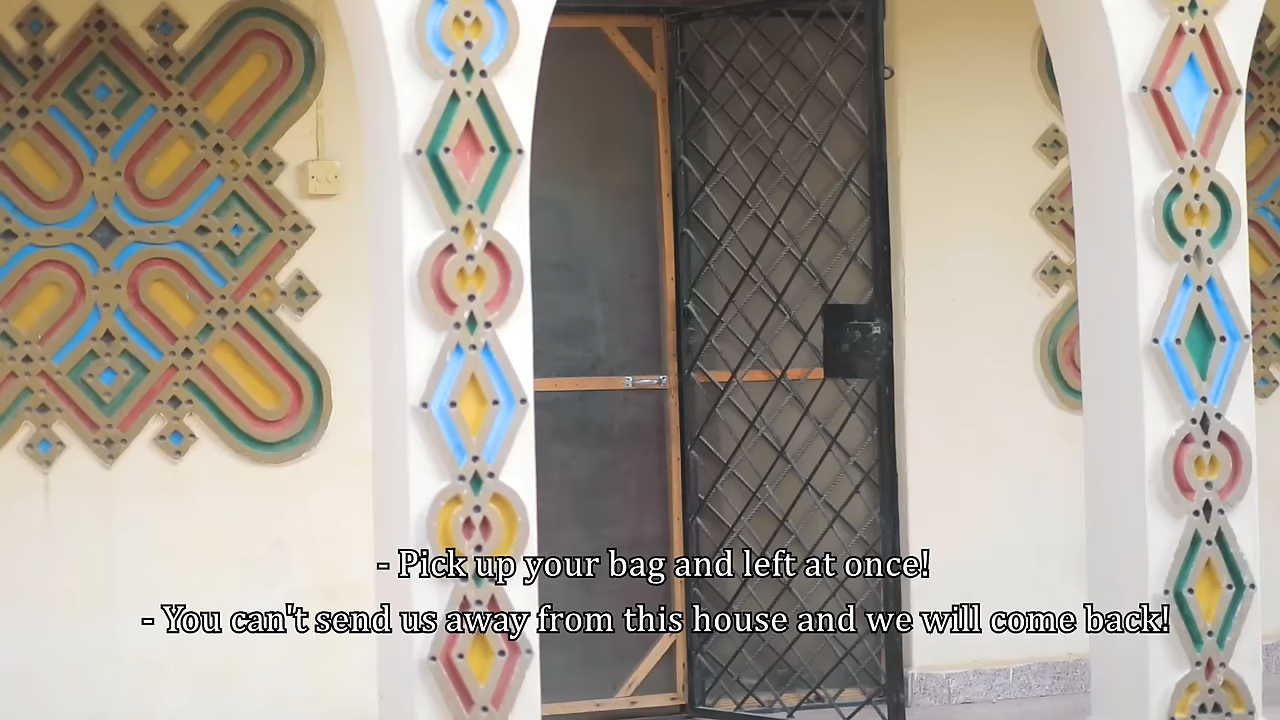 - Pick up your bag and left at once!
- You can't send us away from this house and we will come back!